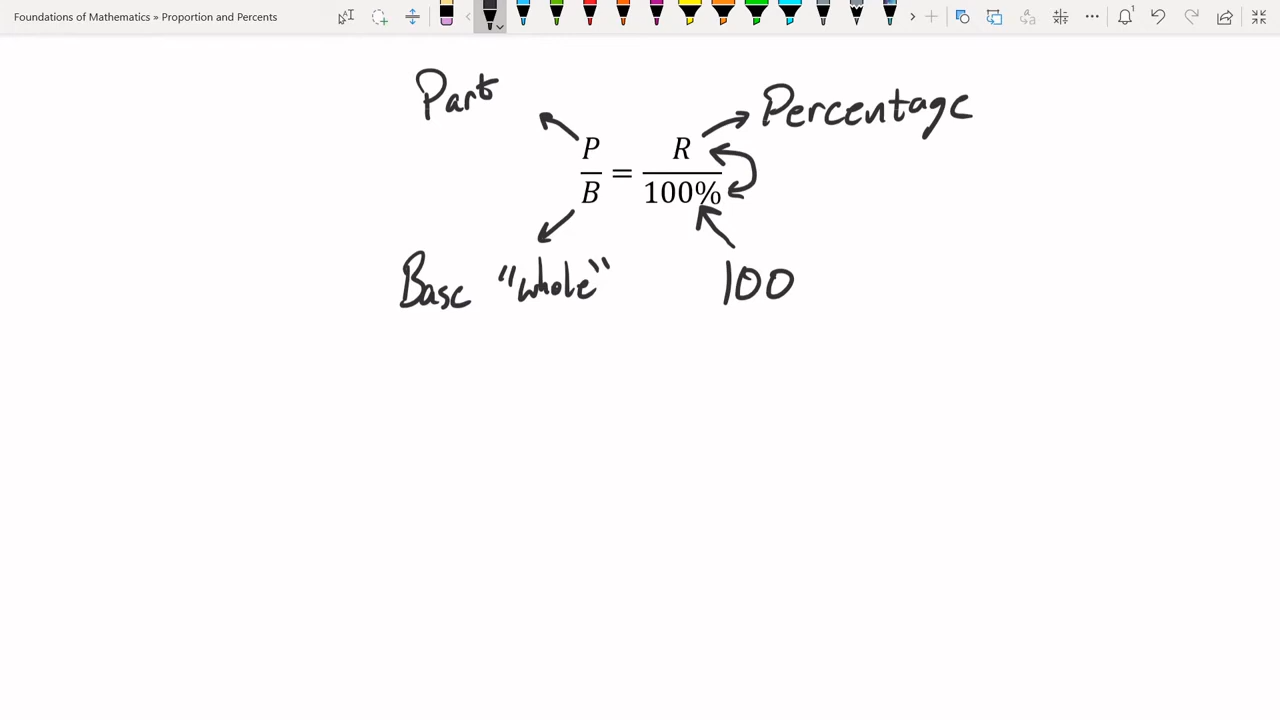 Foundations of Mathematics » Proportion and Percents
Part
Percentage
P/B = R/100%
Base "whole"
100